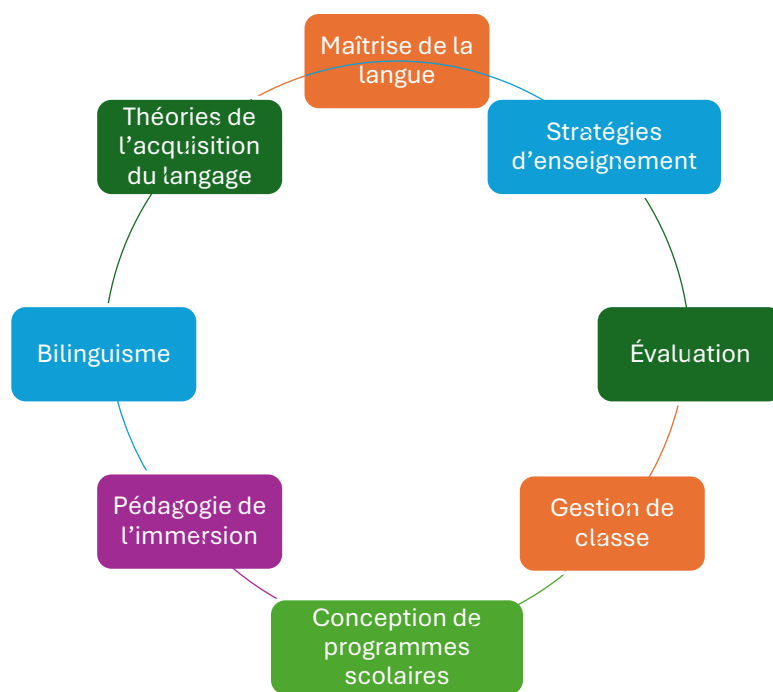 Maîtrise de la
langue
Stratégies
d'enseignement
Évaluation
Gestion de
classe
Conception de
programmes
scolaires
Pédagogie de
l'immersion
Bilinguisme
Théories de
l'acquisition
du langage